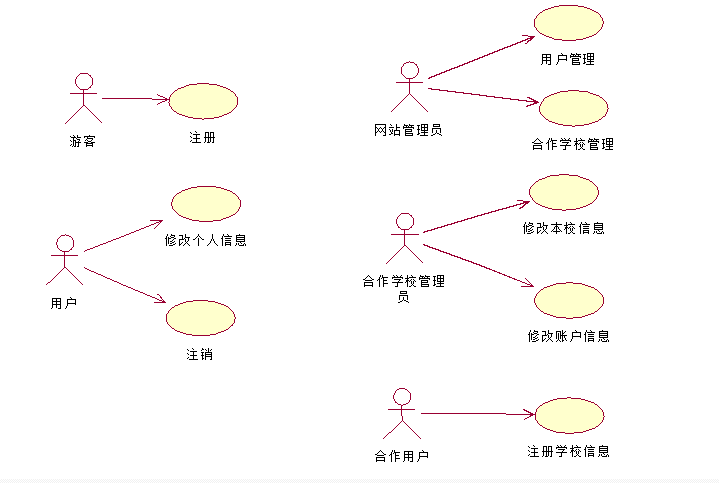 用户管理
网站管理员
游客
注册
合作学校管理
修改个人信息
修改本校信息
用户
合作学校管理
员
注销
修改账户信息
合作用户
注册学校信息